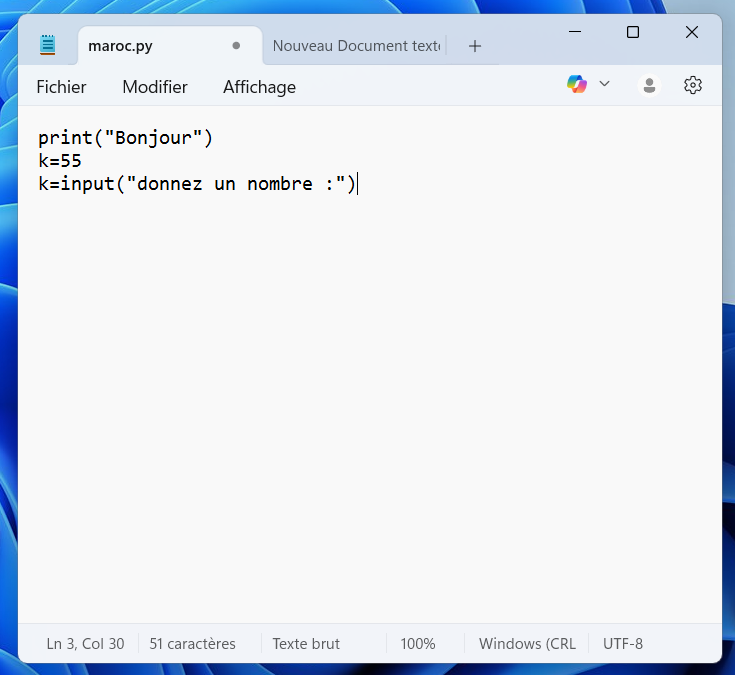 maroc.py
Nouveau Document text
Fichier Modifier Affichage
print("Bonjour")
k=55
k=input("donnez un nombre :")
Ln 3, Col 30 51 caractères Texte brut 100% Windows (CRL UTF-8